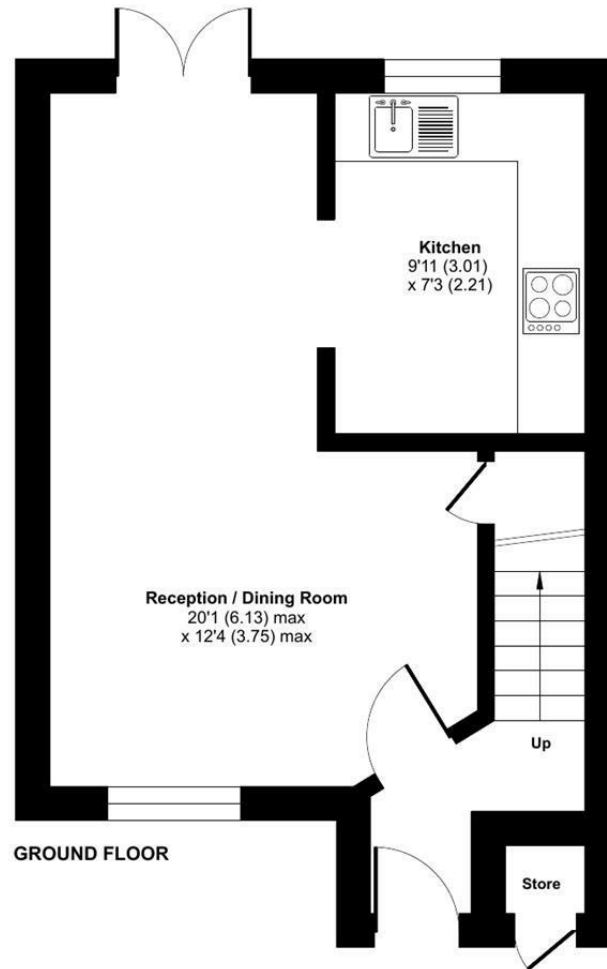 Kitchen
9'11 (3.01)
x 7'3 (2.21)
Reception / Dining Room
20'1 (6.13) max
x 12'4 (3.75) max
Up
GROUND FLOOR
Store